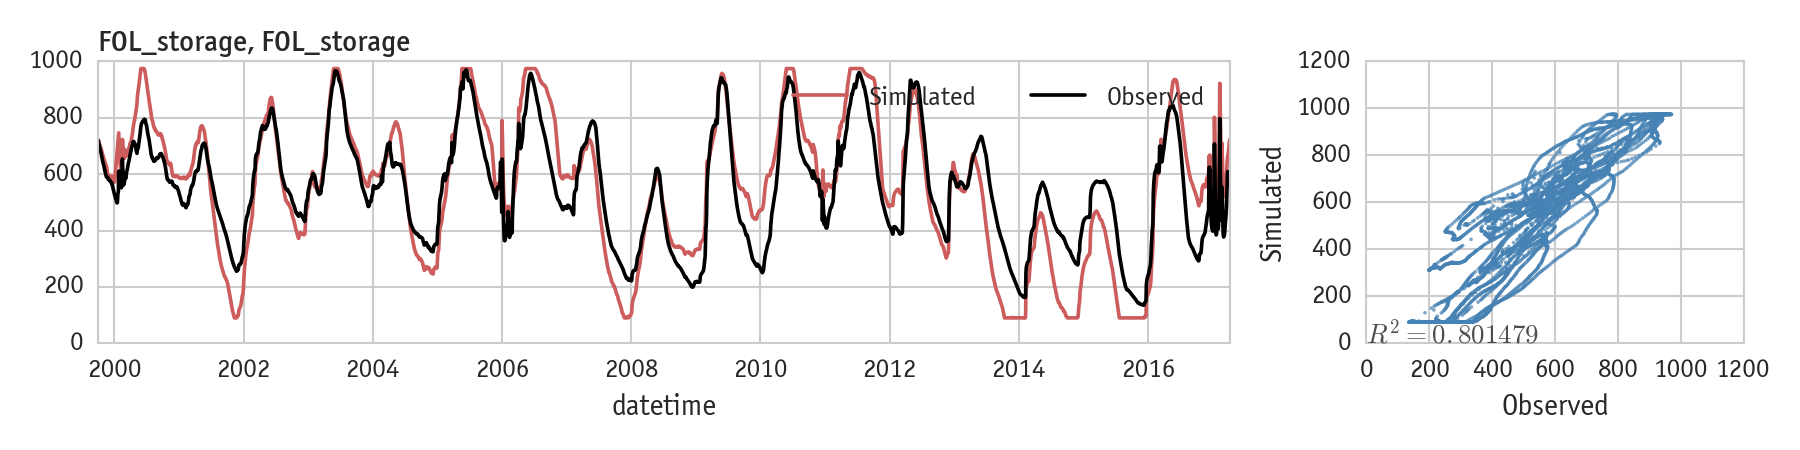 FOL_storage, FOL_storage
1000
800
600
400
200
0
Simulated
Observed
2000 2002 2004 2006 2008 2010 2012 2014 2016
datetime
1200
1000
800
600
400
200
0
Simulated
R² = 0.801479
0 200 400 600 800 1000 1200
Observed